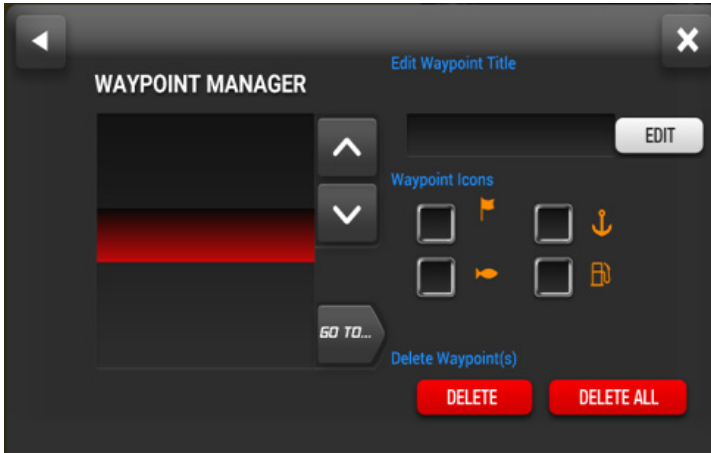 Edit Waypoint Title
WAYPOINT MANAGER
EDIT
Waypoint Icons
GO TO...
Delete Waypoint(s)
DELETE
DELETE ALL